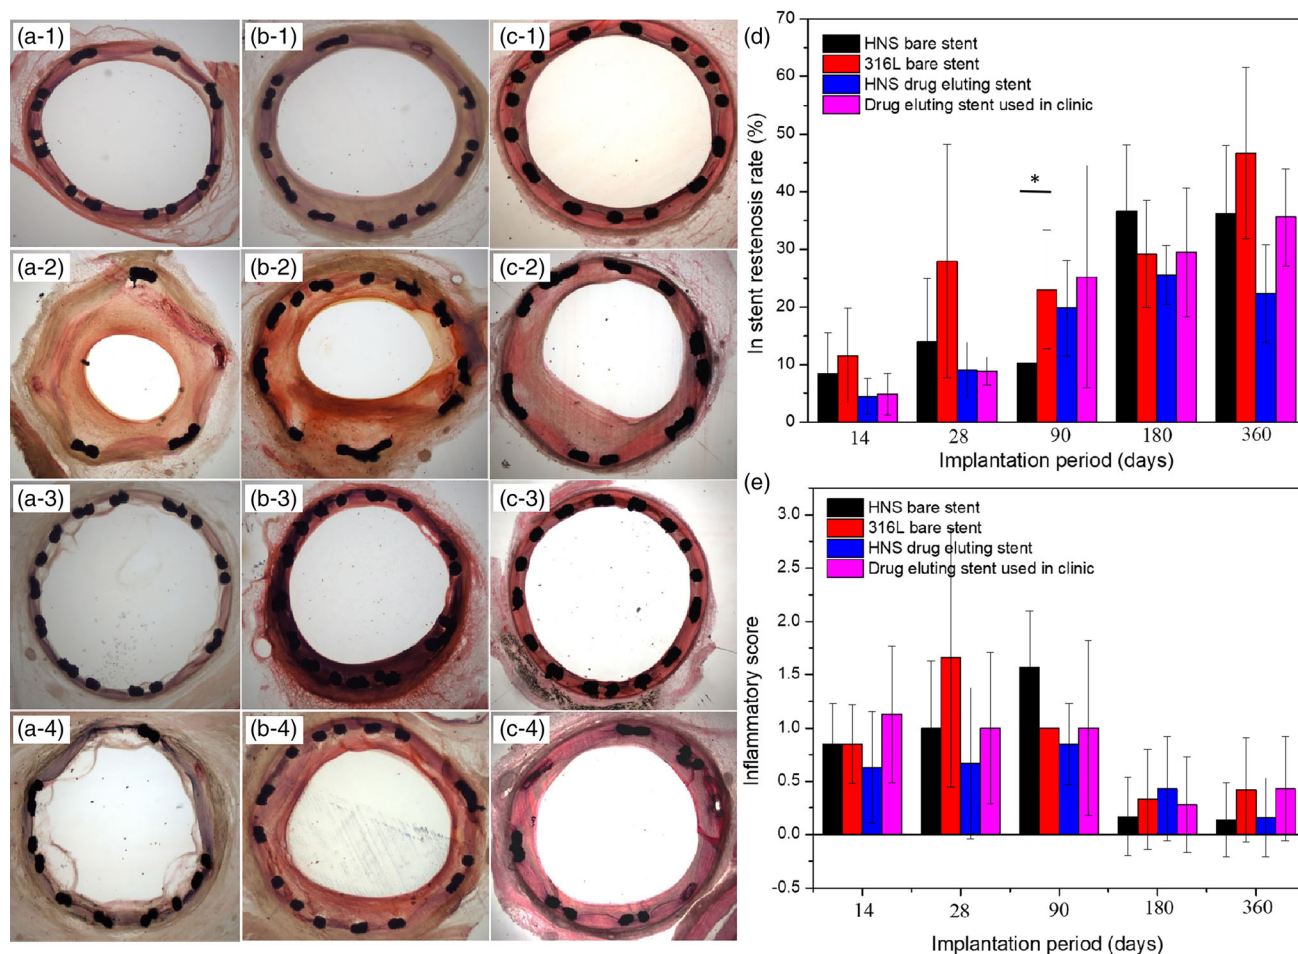 (a-1)
(b-1)
(c-1)
(a-2)
(b-2)
(c-2)
(a-3)
(b-3)
(c-3)
(a-4)
(b-4)
(c-4)
(d)
HNS bare stent
316L bare stent
HNS drug eluting stent
Drug eluting stent used in clinic
*
In stent restenosis rate (%)
70
60
50
40
30
20
10
0
14 28 90 180 360
Implantation period (days)
(e)
HNS bare stent
316L bare stent
HNS drug eluting stent
Drug eluting stent used in clinic
Inflammatory score
3.0
2.5
2.0
1.5
1.0
0.5
0.0
-0.5
14 28 90 180 360
Implantation period (days)